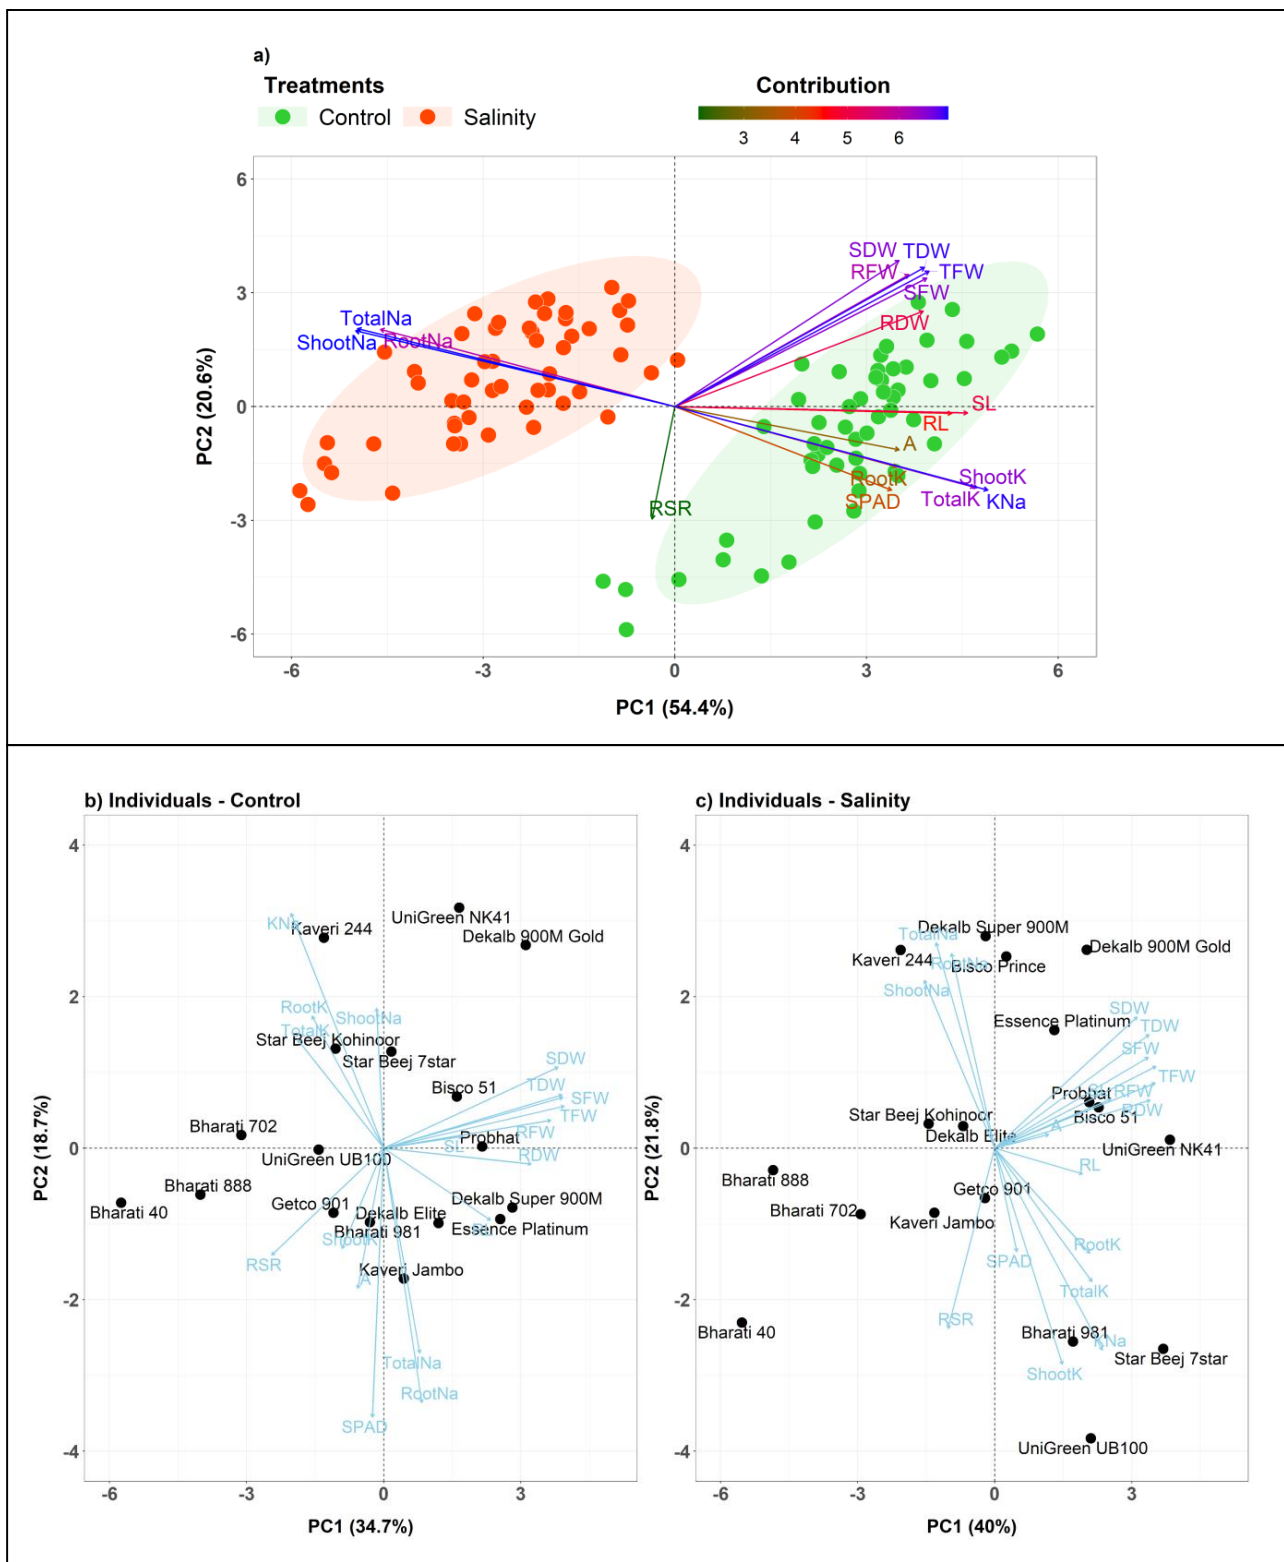 a)
Treatments
Contribution
Control
Salinity
3
4
5
6
6
3
0
-3
-6
PC2 (20.6%)
SDW
TDW
RFW
TFW
SFW
RDW
TotalNa
ShootNa
RootNa
SL
RL
A
RootK
ShootK
SPAD
TotalK
KNa
RSR
-6
-3
0
3
6
PC1 (54.4%)
b) Individuals - Control
4
2
0
-2
-4
PC2 (18.7%)
KNa
Kaveri 244
UniGreen NK41
Dekalb 900M Gold
RootK
ShootNa
TotalK
Star Beej Kohinoor
Star Beej 7star
SDW
TDW
Bisco 51
SFW
TFW
Bharati 702
RFW
SL
Probhat
UniGreen UB100
RDW
Bharati 888
Bharati 40
Getco 901
Dekalb Elite
Dekalb Super 900M
Bharati 981
Essence Platinum
RL
ShootK
RSR
A
Kaveri Jambo
TotalNa
RootNa
SPAD
-6
-3
0
3
PC1 (34.7%)
c) Individuals - Salinity
4
2
0
-2
-4
PC2 (21.8%)
Dekalb Super 900M
TotalNa
Kaveri 244
RootNa
Bisco Prince
Dekalb 900M Gold
ShootNa
SDW
Essence Platinum
TDW
SFW
TFW
SL
RFW
Probhat
RDW
Bisco 51
Star Beej Kohinoor
A
Dekalb Elite
UniGreen NK41
RL
Bharati 888
Getco 901
Bharati 702
Kaveri Jambo
RootK
SPAD
TotalK
RSR
Bharati 40
Bharati 981
KNa
Star Beej 7star
ShootK
UniGreen UB100
-6
-3
0
3
PC1 (40%)